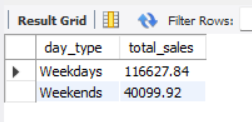 Result Grid Filter Rows:
day_type total_sales
Weekdays 116627.84
Weekends 40099.92